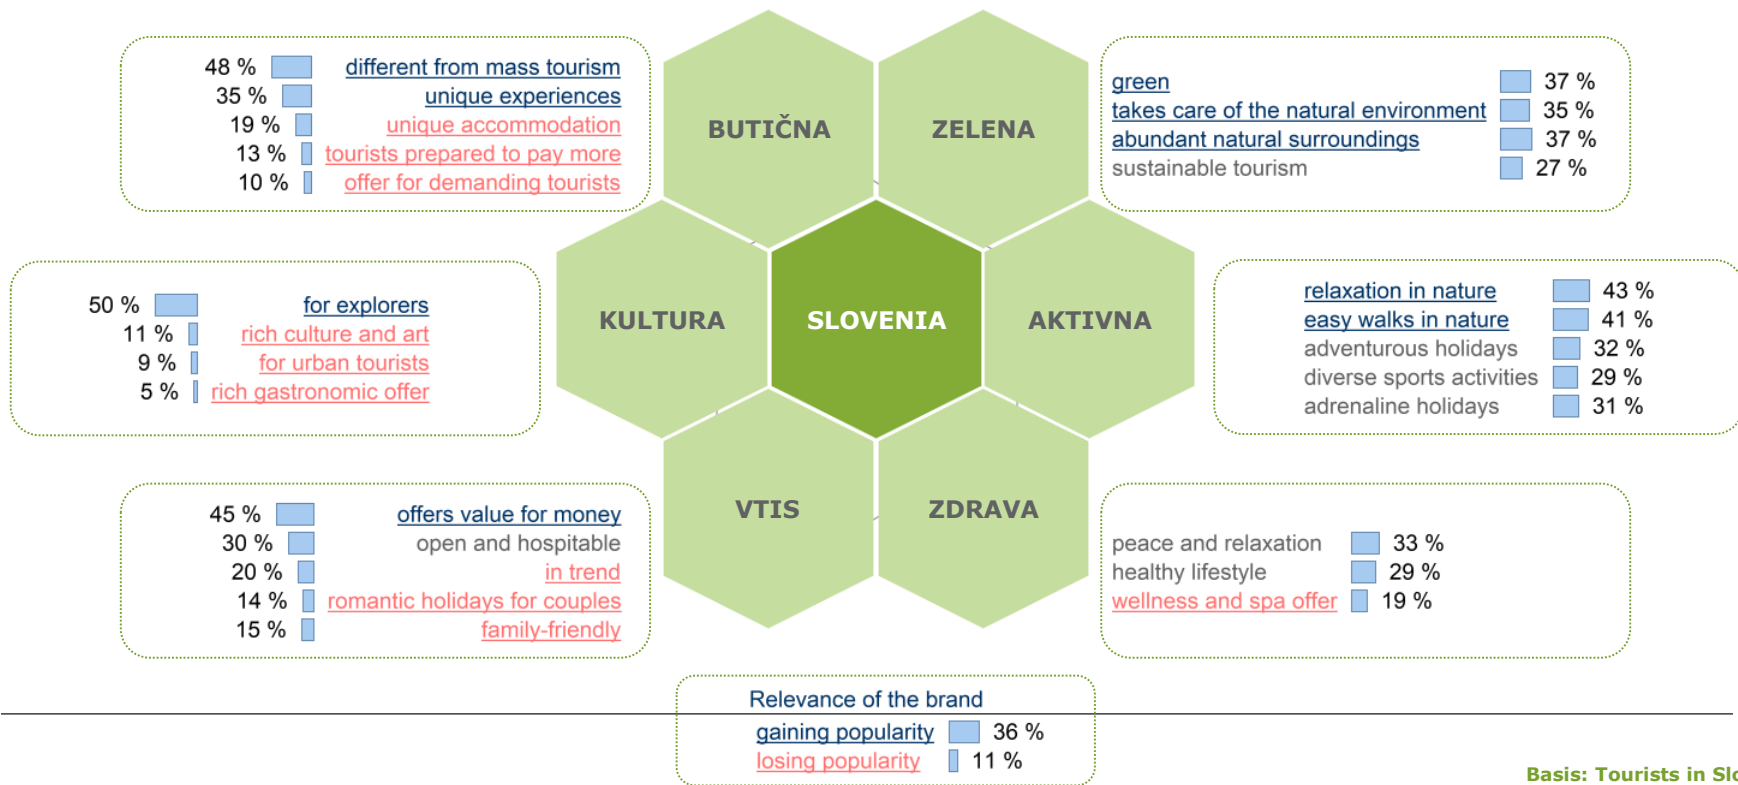 48 % different from mass tourism
35 % unique experiences
19 % unique accommodation
13 % tourists prepared to pay more
10 % offer for demanding tourists
BUTIČNA
ZELENA
green 37 %
takes care of the natural environment 35 %
abundant natural surroundings 37 %
sustainable tourism 27 %
50 % for explorers
11 % rich culture and art
9 % for urban tourists
5 % rich gastronomic offer
KULTURA
SLOVENIA
AKTIVNA
relaxation in nature 43 %
easy walks in nature 41 %
adventurous holidays 32 %
diverse sports activities 29 %
adrenaline holidays 31 %
45 % offers value for money
30 % open and hospitable
20 % in trend
14 % romantic holidays for couples
15 % family-friendly
VTIS
ZDRAVA
peace and relaxation 33 %
healthy lifestyle 29 %
wellness and spa offer 19 %
Relevance of the brand
gaining popularity 36 %
losing popularity 11 %
Basis: Tourists in Slo